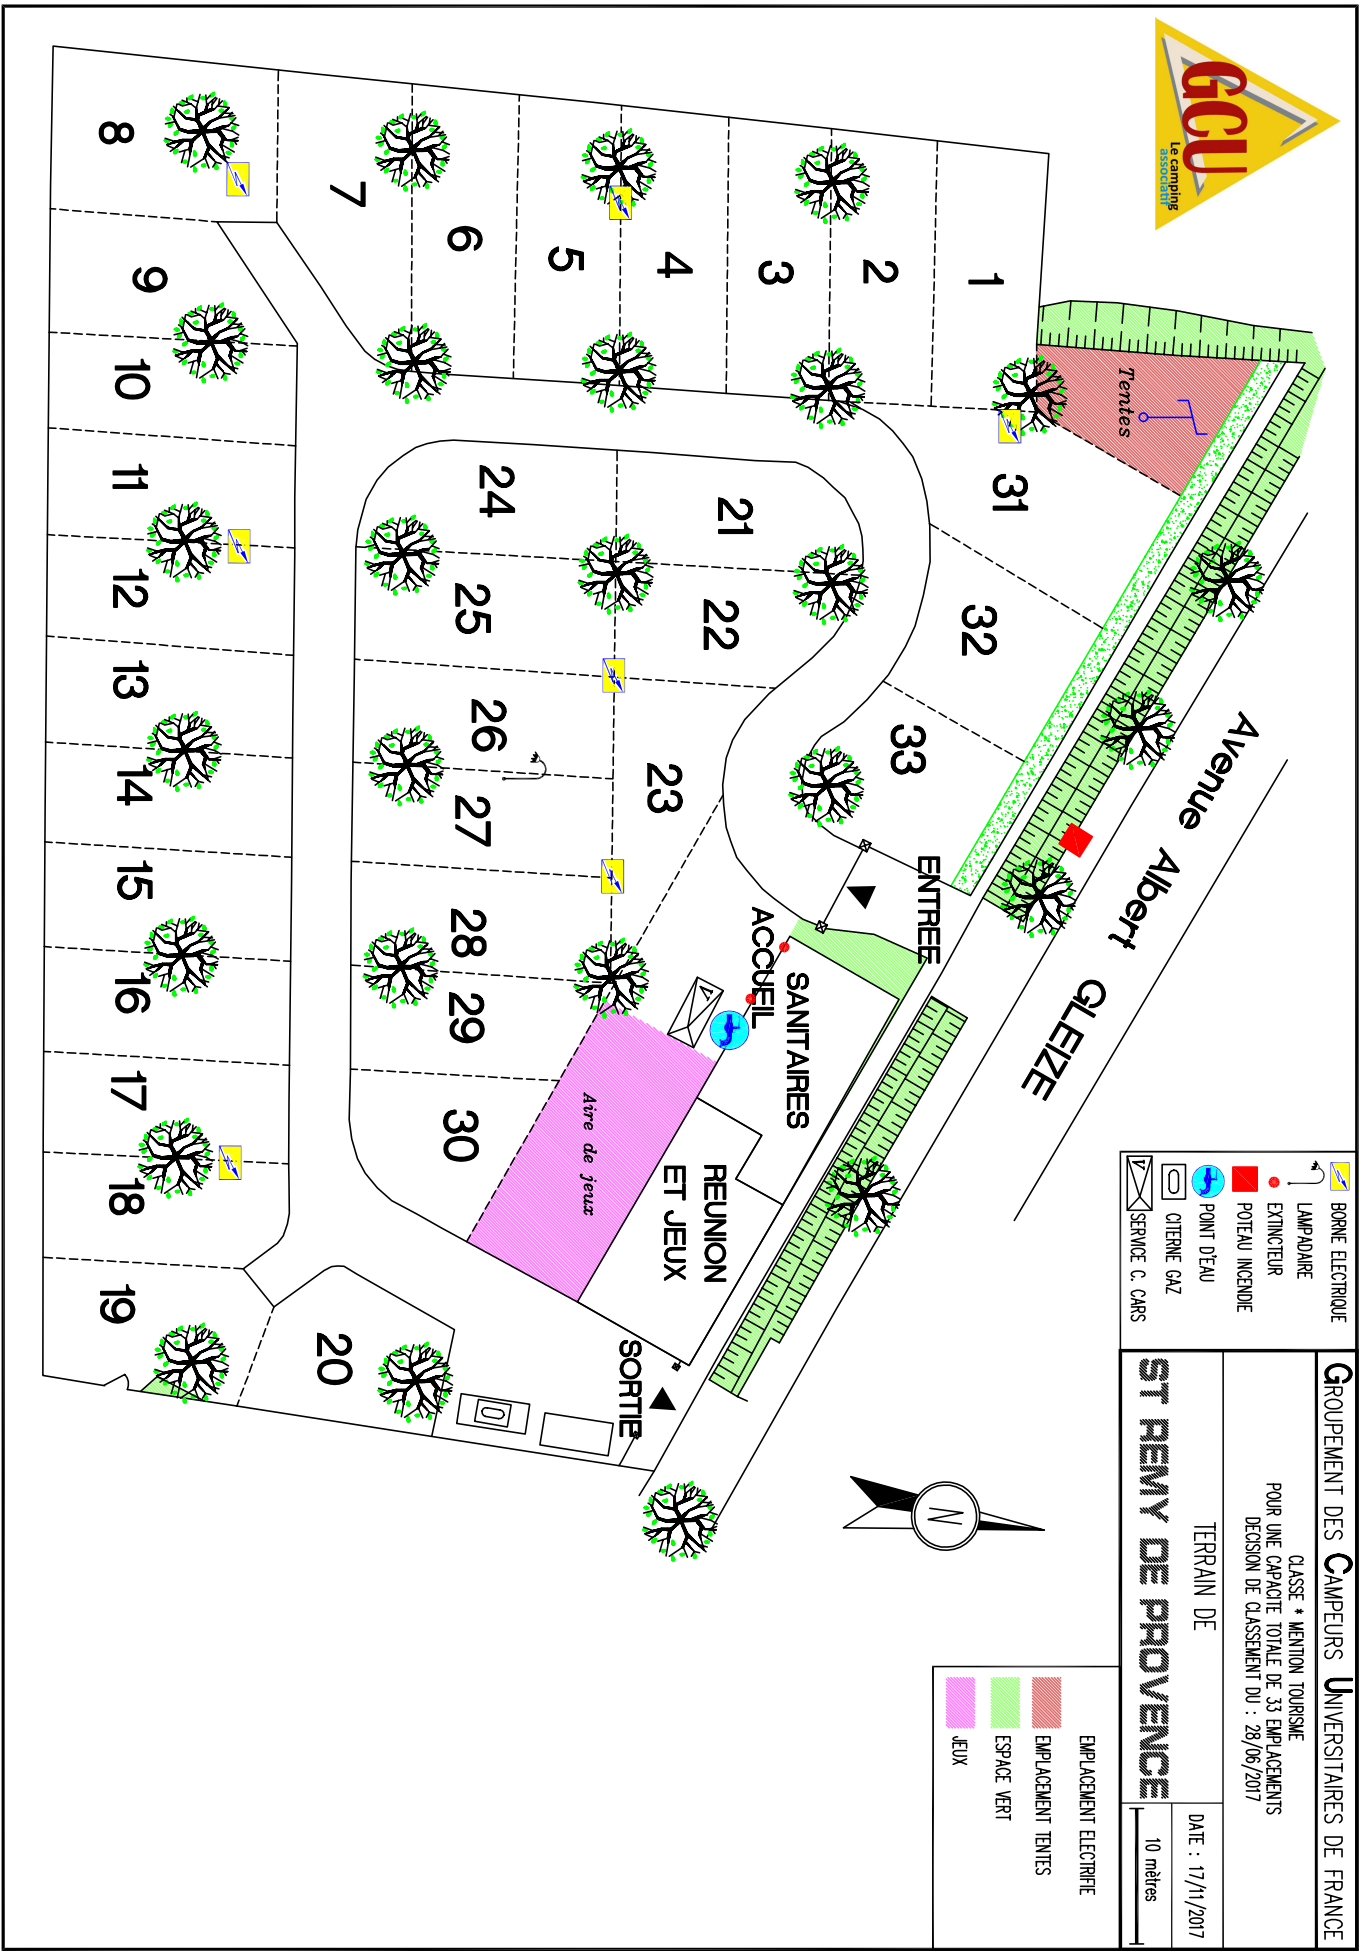 GCU
Le camping
associatif
1
2
3
4
5
6
7
8
9
10
11
12
13
14
15
16
17
18
19
20
21
22
23
24
25
26
27
28
29
30
31
32
33
Tentes
Avenue Albert GLEIZE
ENTREE
ACCUEIL
SANITAIRES
REUNION
ET JEUX
Aire de jeux
SORTIE
V
N
BORNE ELECTRIQUE
LAMPADAIRE
EXTINCTEUR
POTEAU INCENDIE
POINT D'EAU
CITERNE GAZ
SERVICE C. CARS
GROUPEMENT DES CAMPEURS UNIVERSITAIRES DE FRANCE
CLASSE * MENTION TOURISME
POUR UNE CAPACITE TOTALE DE 33 EMPLACEMENTS
DECISION DE CLASSEMENT DU : 28/06/2017
TERRAIN DE
ST REMY DE PROVENCE
DATE : 17/11/2017
10 mètres
EMPLACEMENT ELECTRIFIE
EMPLACEMENT TENTES
ESPACE VERT
JEUX